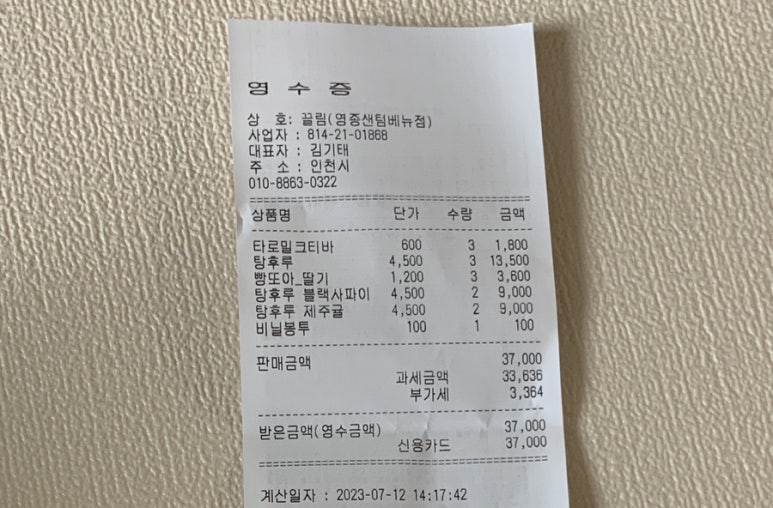 영 수 증
상 호: 끌림(영종샌텀베뉴점)
사업자 : 814-21-01868
대표자 : 김기태
주 소 : 인천시
010-8863-0322
상품명 단가 수량 금액
타로밀크티바 600 3 1,800
탕후루 4,500 3 13,500
빵또아_딸기 1,200 3 3,600
탕후루 블랙사파이 4,500 2 9,000
탕후루 제주귤 4,500 2 9,000
비닐봉투 100 1 100
판매금액 37,000
과세금액 33,636
부가세 3,364
받은금액(영수금액) 37,000
신용카드 37,000
계산일자 : 2023-07-12 14:17:42